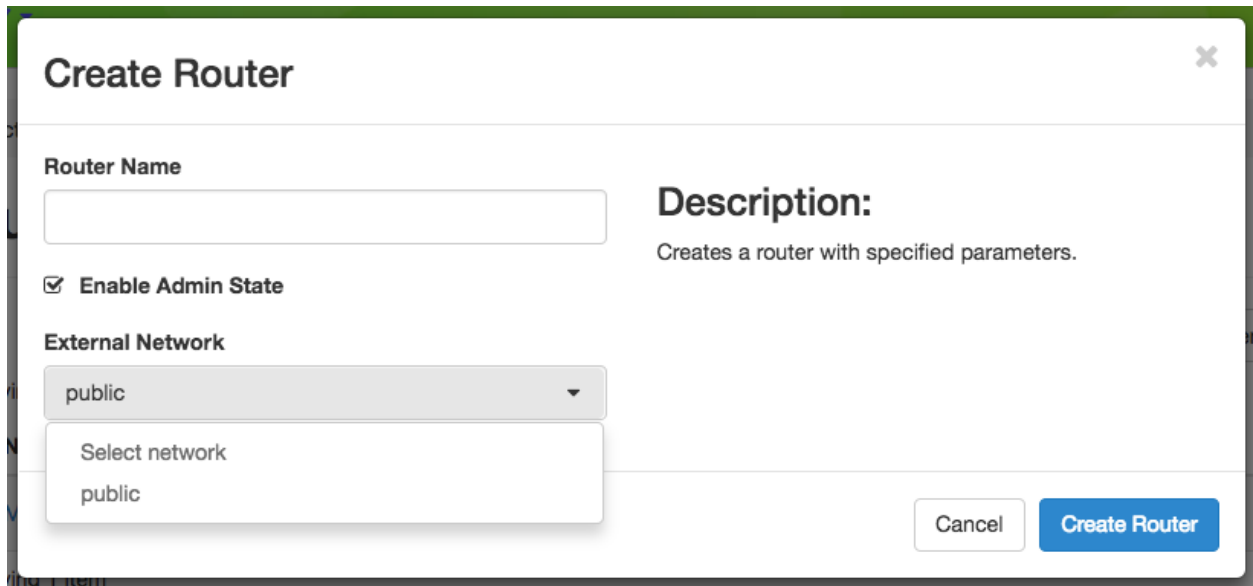 Create Router
Router Name
Enable Admin State
External Network
public
Select network
public
Description:
Creates a router with specified parameters.
Cancel
Create Router